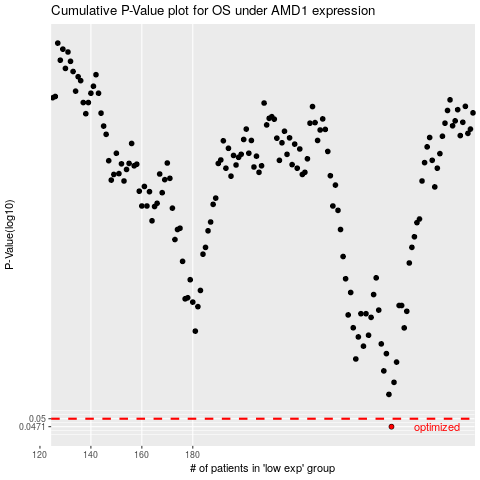 Cumulative P-Value plot for OS under AMD1 expression
P-Value(log10)
0.05
0.0471
optimized
120 140 160 180
# of patients in 'low exp' group